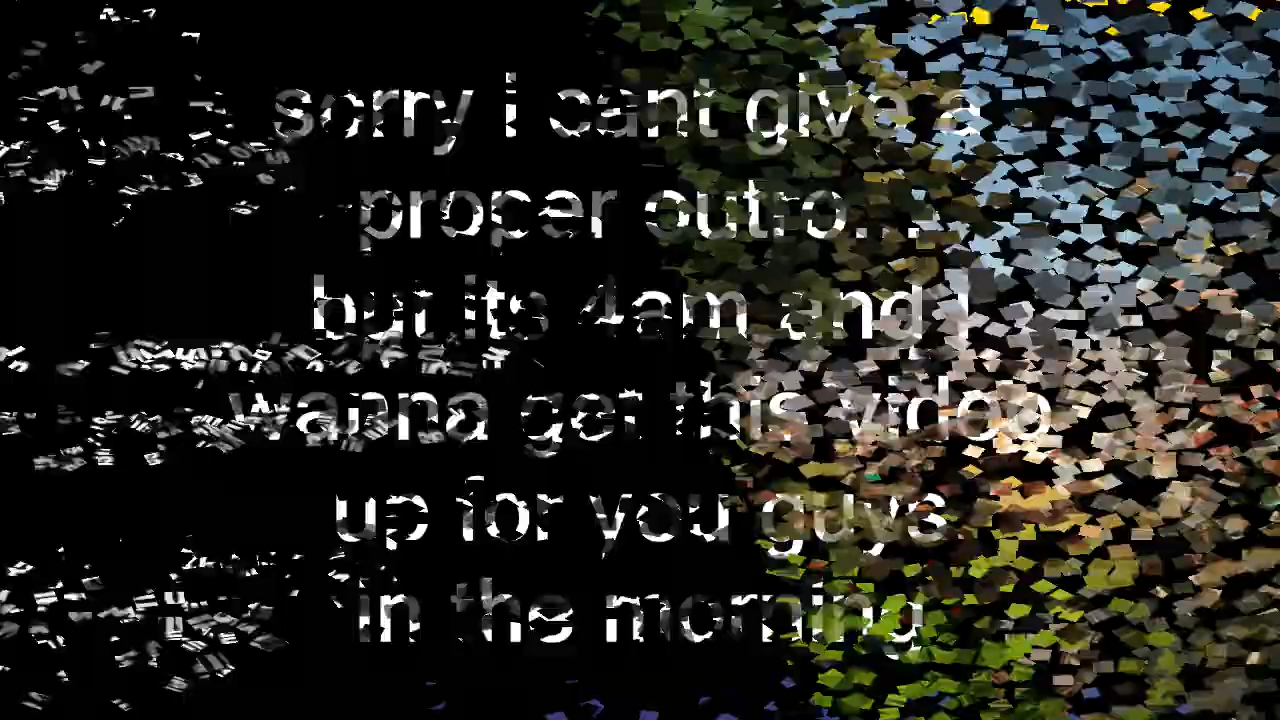 sorry i cant give a
proper outro...
but its 4am and I
wanna get this video
up for you guys
in the morning